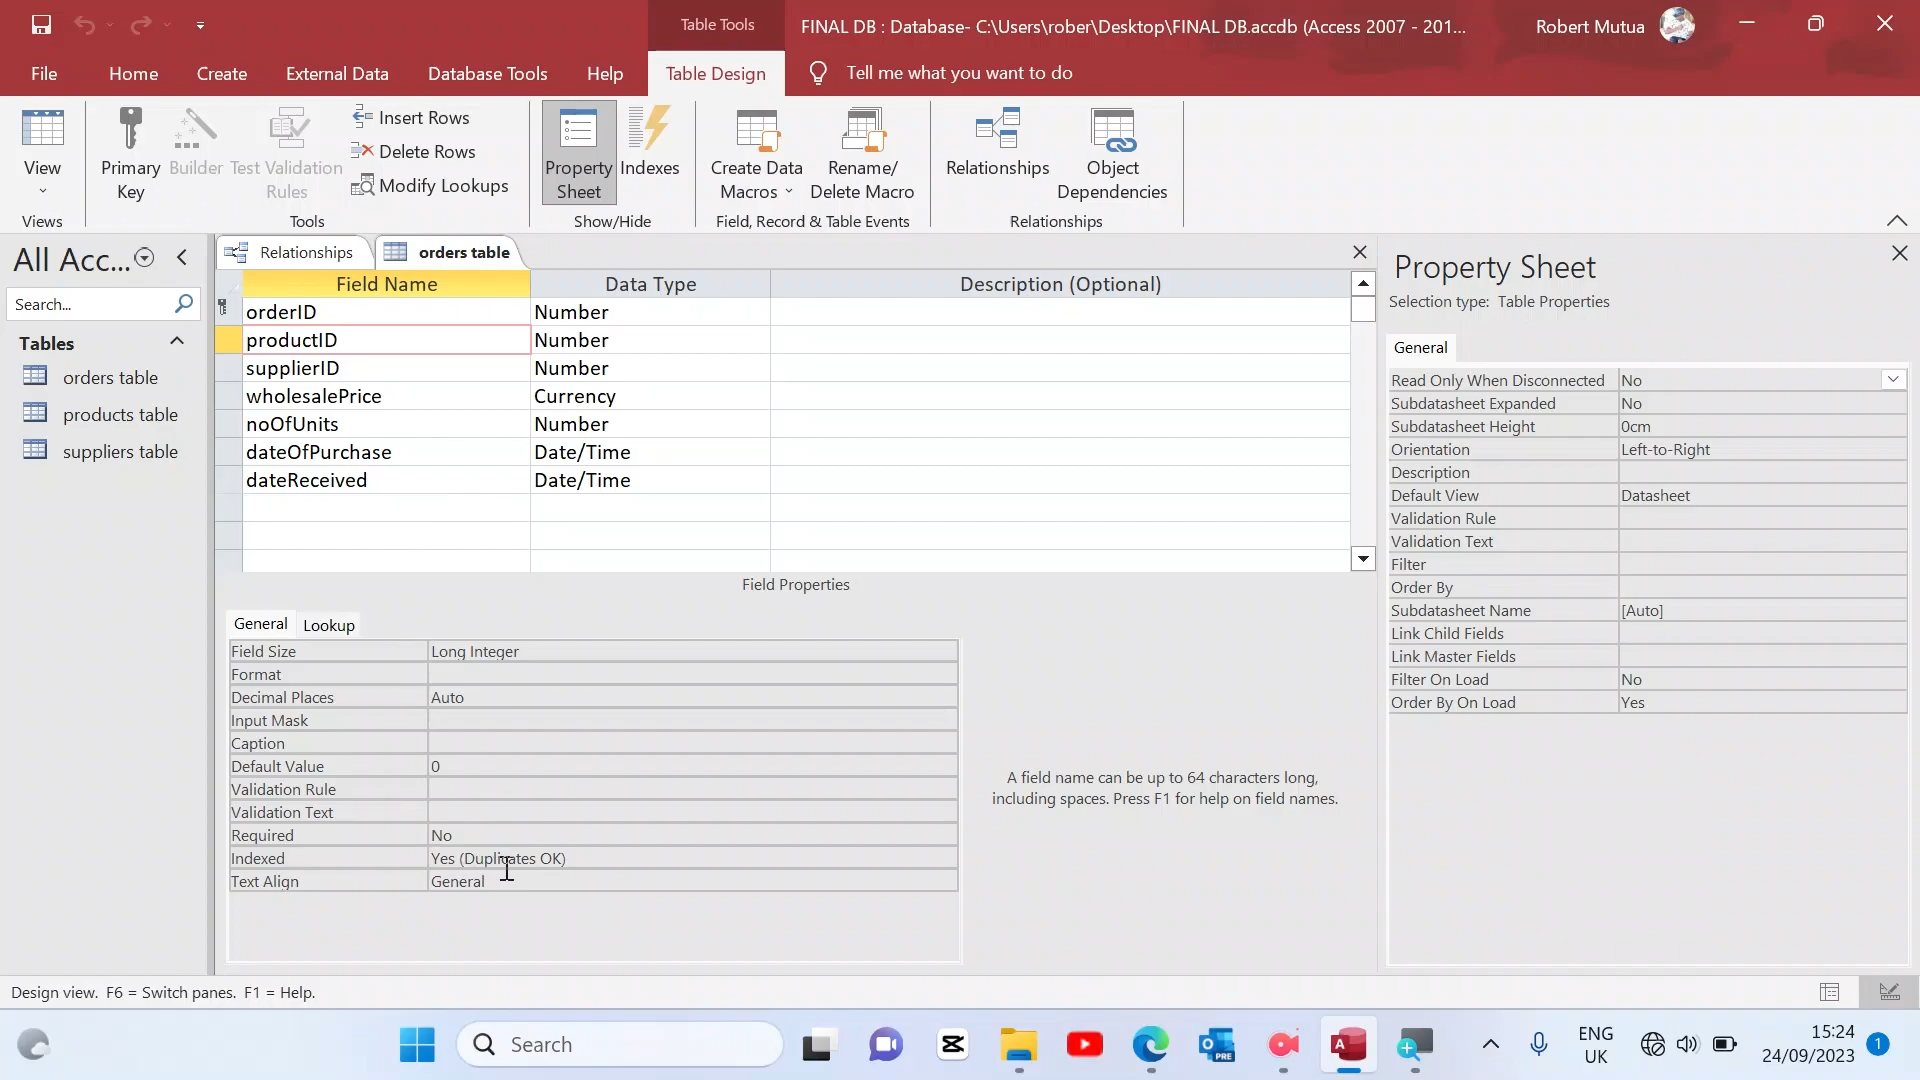 Table Tools
FINAL DB : Database- C:\Users\rober\Desktop\FINAL DB.accdb (Access 2007 - 201...
Robert Mutua
File
Home
Create
External Data
Database Tools
Help
Table Design
Tell me what you want to do
View
Primary Key
Builder
Test Validation Rules
Insert Rows
Delete Rows
Modify Lookups
Property Sheet
Indexes
Create Data Macros
Rename/ Delete Macro
Relationships
Object Dependencies
Views
Tools
Show/Hide
Field, Record & Table Events
Relationships
All Acc...
Search...
Tables
orders table
products table
suppliers table
Relationships
orders table
Field Name Data Type Description (Optional)
orderID Number
productID Number
supplierID Number
wholesalePrice Currency
noOfUnits Number
dateOfPurchase Date/Time
dateReceived Date/Time
Field Properties
General Lookup
Field Size Long Integer
Format
Decimal Places Auto
Input Mask
Caption
Default Value 0
Validation Rule
Validation Text
Required No
Indexed Yes (Duplicates OK)
Text Align General
A field name can be up to 64 characters long,
including spaces. Press F1 for help on field names.
Property Sheet
Selection type: Table Properties
General
Read Only When Disconnected No
Subdatasheet Expanded No
Subdatasheet Height 0cm
Orientation Left-to-Right
Description
Default View Datasheet
Validation Rule
Validation Text
Filter
Order By
Subdatasheet Name [Auto]
Link Child Fields
Link Master Fields
Filter On Load No
Order By On Load Yes
Design view. F6 = Switch panes. F1 = Help.
Search
PRE
A
ENG
UK
15:24
24/09/2023
1